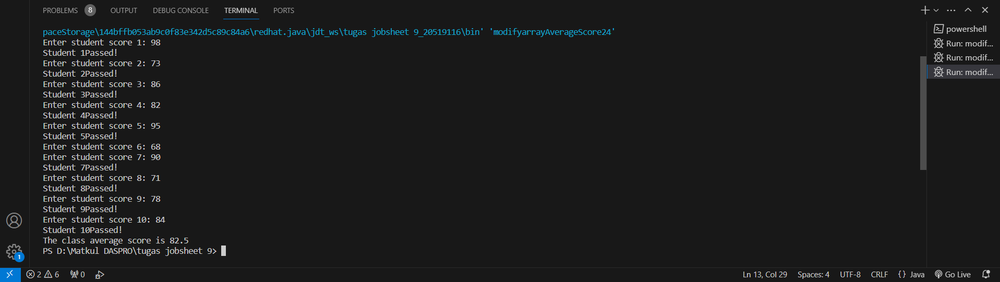 PROBLEMS 8 OUTPUT DEBUG CONSOLE TERMINAL PORTS
paceStorage\144bffb053ab9c0f83e342d5c89c84a6\redhat.java\jdt_ws\tugas jobsheet 9_20519116\bin' 'modifyarrayAverageScore24'
Enter student score 1: 98
Student 1Passed!
Enter student score 2: 73
Student 2Passed!
Enter student score 3: 86
Student 3Passed!
Enter student score 4: 82
Student 4Passed!
Enter student score 5: 95
Student 5Passed!
Enter student score 6: 68
Enter student score 7: 90
Student 7Passed!
Enter student score 8: 71
Student 8Passed!
Enter student score 9: 78
Student 9Passed!
Enter student score 10: 84
Student 10Passed!
The class average score is 82.5
PS D:\Matkul DASPRO\tugas jobsheet 9>
powershell
Run: modif...
Run: modif...
Run: modif...
1
2 6 0 Ln 13, Col 29 Spaces: 4 UTF-8 CRLF {} Java Go Live